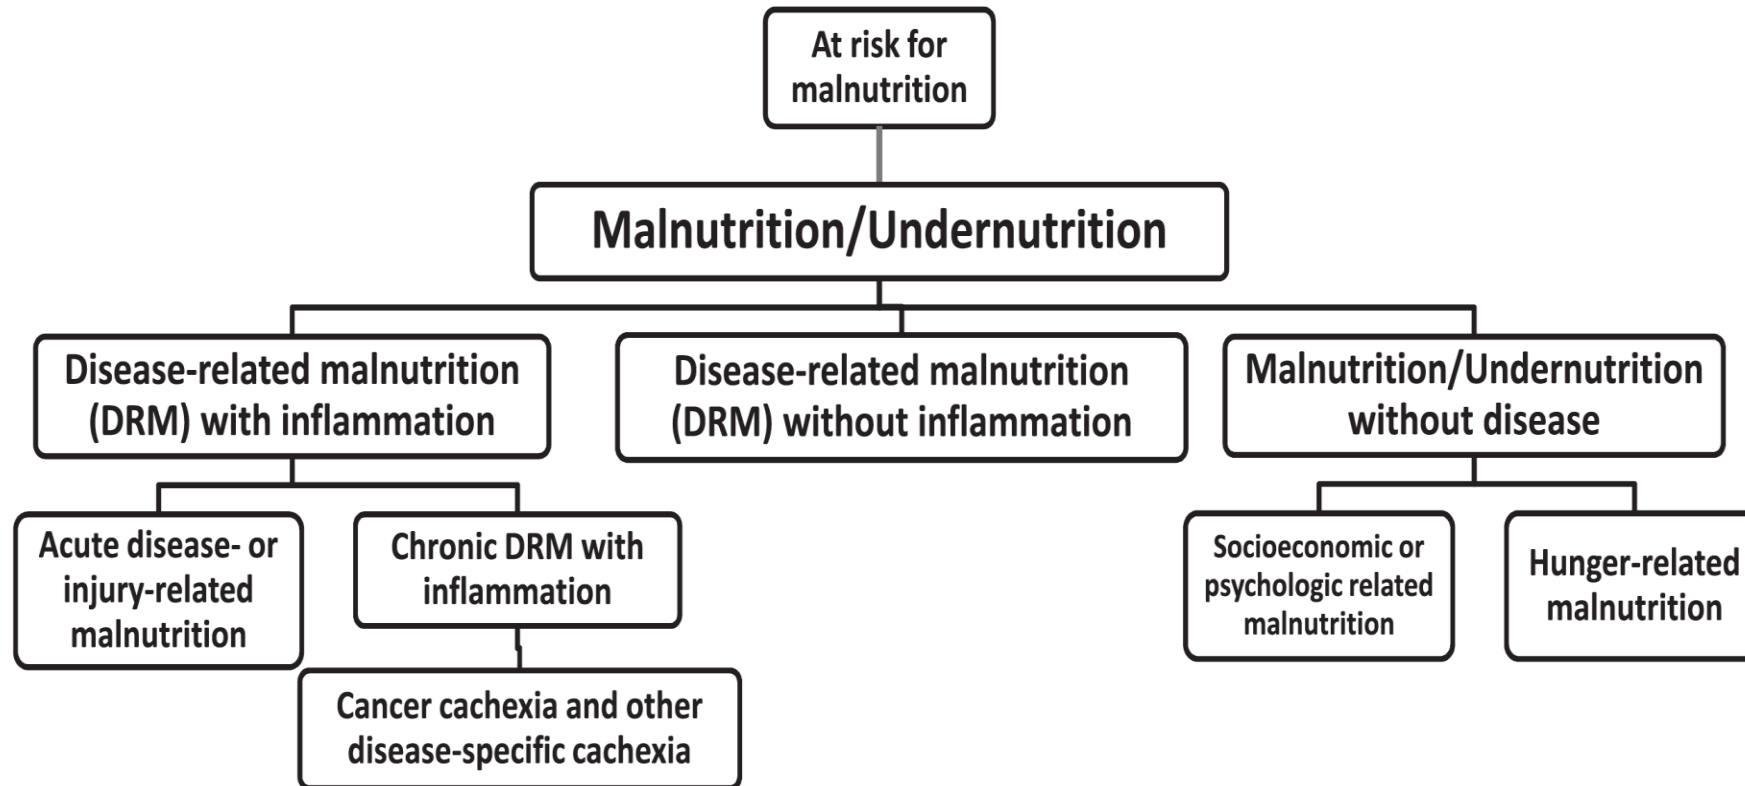 At risk for
malnutrition
Malnutrition/Undernutrition
Disease-related malnutrition
(DRM) with inflammation
Disease-related malnutrition
(DRM) without inflammation
Malnutrition/Undernutrition
without disease
Acute disease- or
injury-related
malnutrition
Chronic DRM with
inflammation
Socioeconomic or
psychologic related
malnutrition
Hunger-related
malnutrition
Cancer cachexia and other
disease-specific cachexia